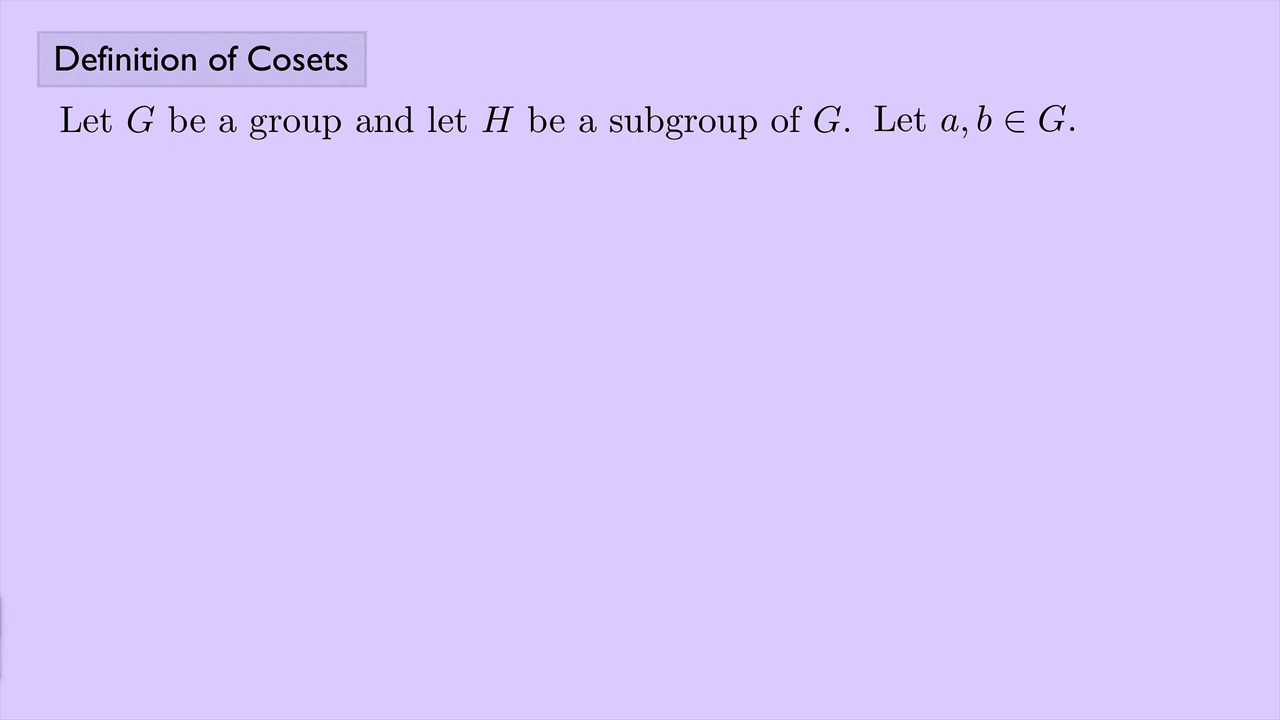 Definition of Cosets
Let G be a group and let H be a subgroup of G. Let a, b ∈ G.